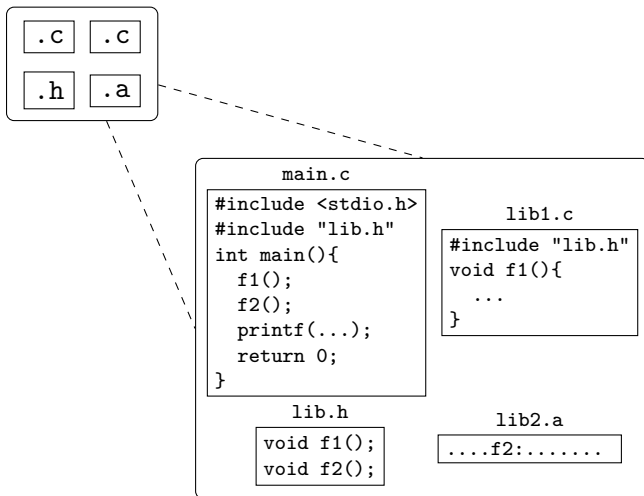 .c .c
.h .a
main.c
#include <stdio.h>
#include "lib.h"
int main(){
  f1();
  f2();
  printf(...);
  return 0;
}
lib1.c
#include "lib.h"
void f1(){
  ...
}
lib.h
void f1();
void f2();
lib2.a
....f2:.......